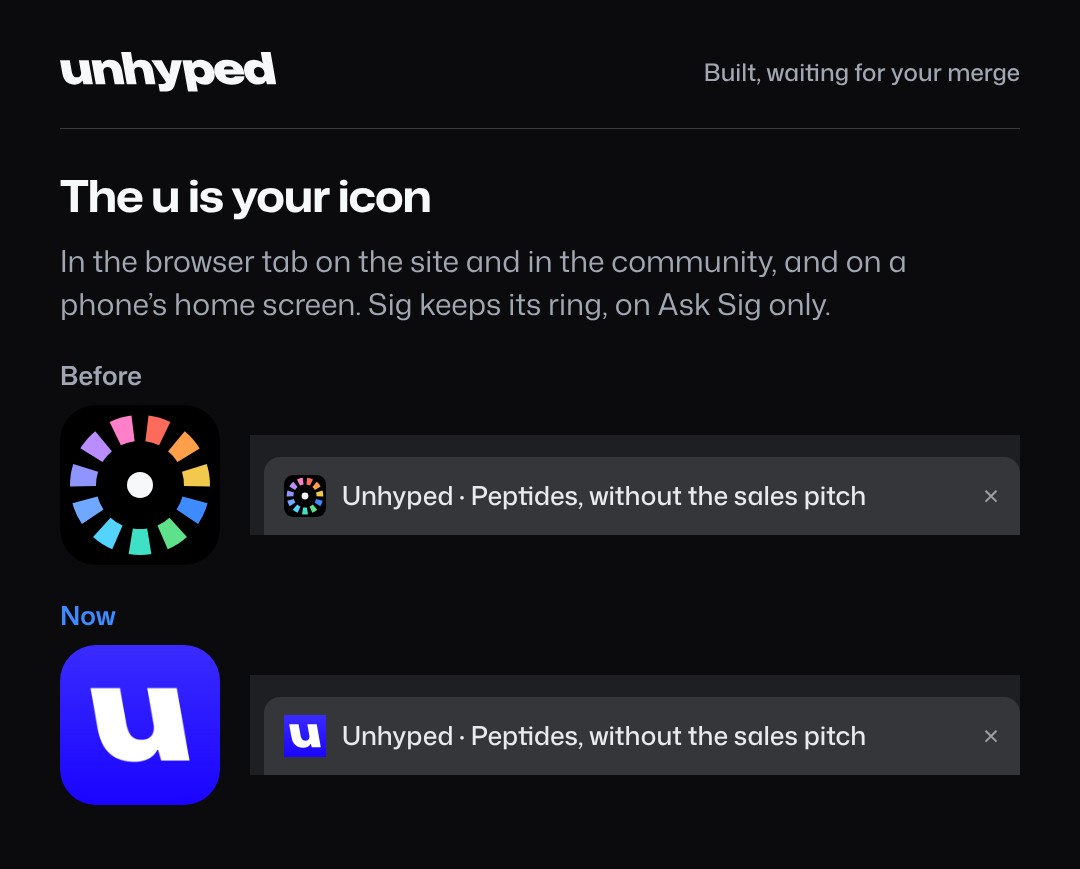 unhyped
Built, waiting for your merge
The u is your icon
In the browser tab on the site and in the community, and on a
phone’s home screen. Sig keeps its ring, on Ask Sig only.
Before
Unhyped · Peptides, without the sales pitch ×
Now
u
u Unhyped · Peptides, without the sales pitch ×